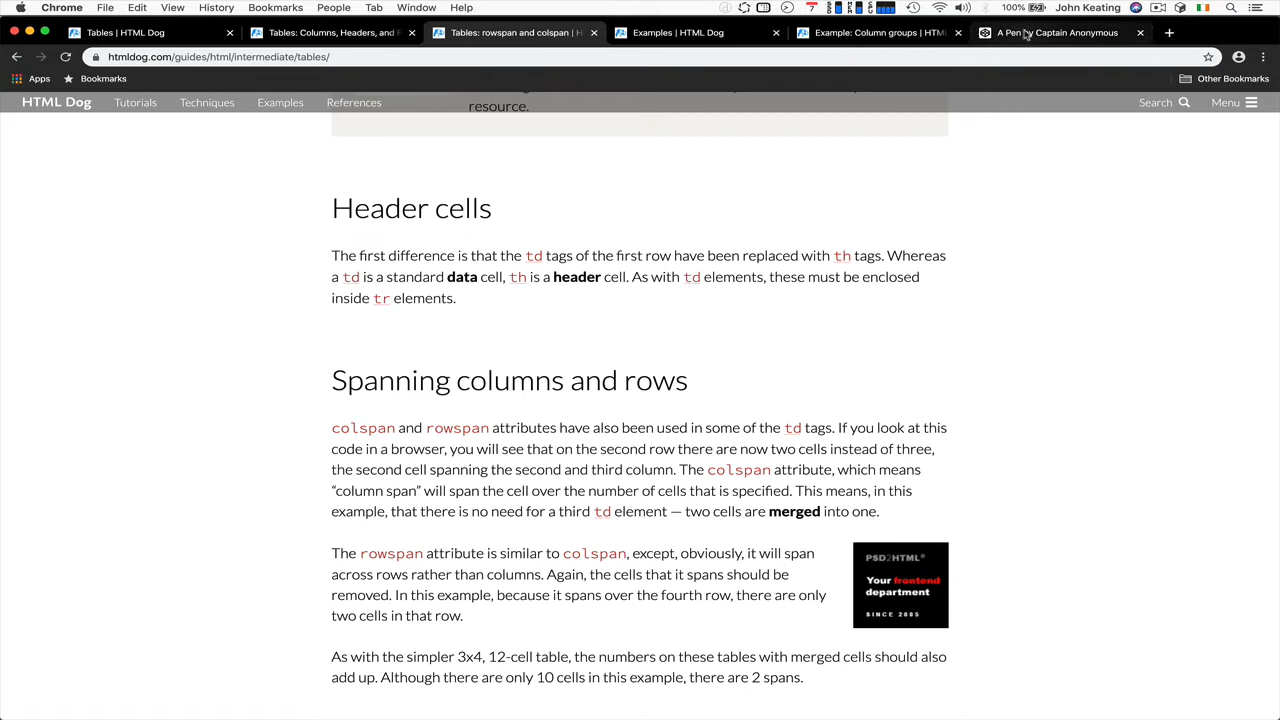 Chrome File Edit View History Bookmarks People Tab Window Help 7 100% John Keating
Tables | HTML Dog Tables: Columns, Headers, and F Tables: rowspan and colspan | H Examples | HTML Dog Example: Column groups | HTML A Pen by Captain Anonymous
htmldog.com/guides/html/intermediate/tables/
Apps Bookmarks Other Bookmarks
HTML Dog Tutorials Techniques Examples References Search Menu
resource.
Header cells
The first difference is that the td tags of the first row have been replaced with th tags. Whereas
a td is a standard data cell, th is a header cell. As with td elements, these must be enclosed
inside tr elements.
Spanning columns and rows
colspan and rowspan attributes have also been used in some of the td tags. If you look at this
code in a browser, you will see that on the second row there are now two cells instead of three,
the second cell spanning the second and third column. The colspan attribute, which means
“column span” will span the cell over the number of cells that is specified. This means, in this
example, that there is no need for a third td element — two cells are merged into one.
The rowspan attribute is similar to colspan, except, obviously, it will span
across rows rather than columns. Again, the cells that it spans should be
removed. In this example, because it spans over the fourth row, there are only
two cells in that row.
PSD2HTML®
Your frontend
department
SINCE 2005
As with the simpler 3x4, 12-cell table, the numbers on these tables with merged cells should also
add up. Although there are only 10 cells in this example, there are 2 spans.